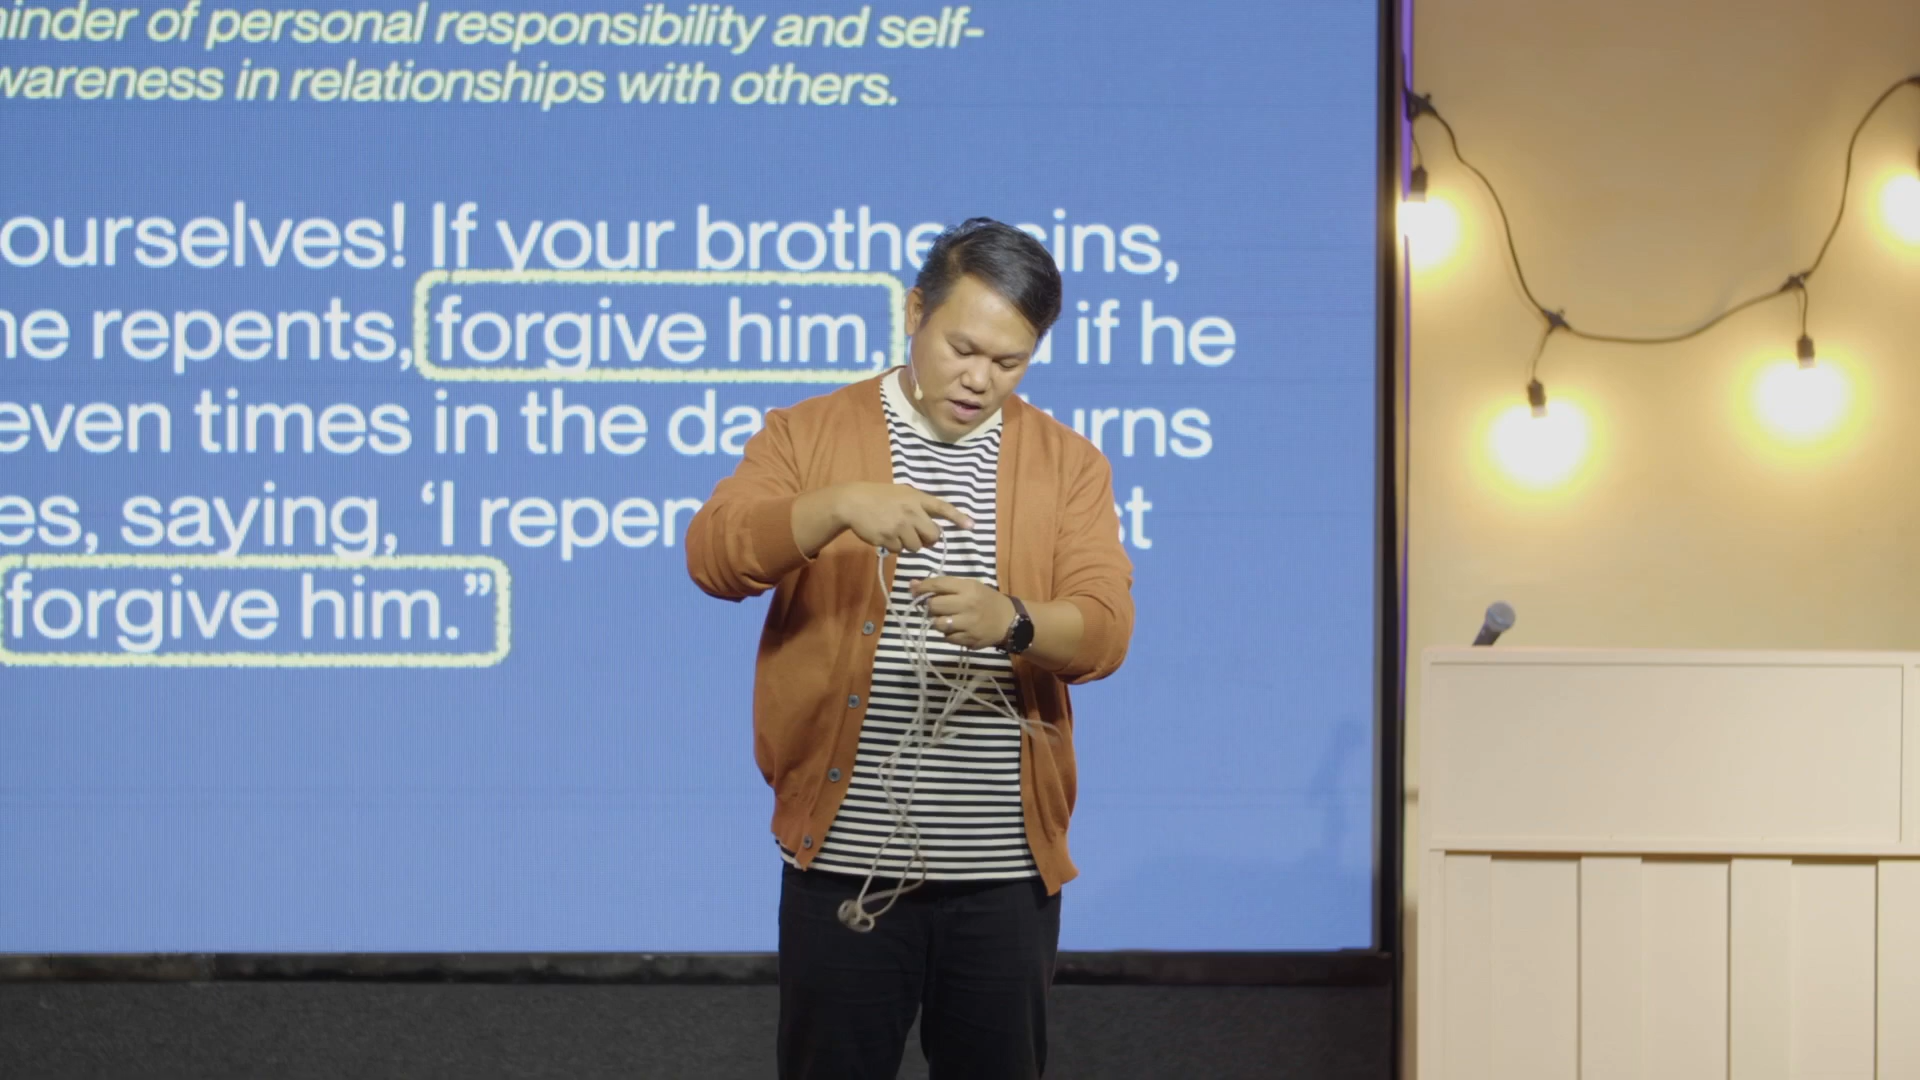 inder of personal responsibility and self-
wareness in relationships with others.
ourselves! If your brothe sins,
he repents, forgive him, if he
even times in the da urns
es, saying, ‘I repen st
forgive him.”